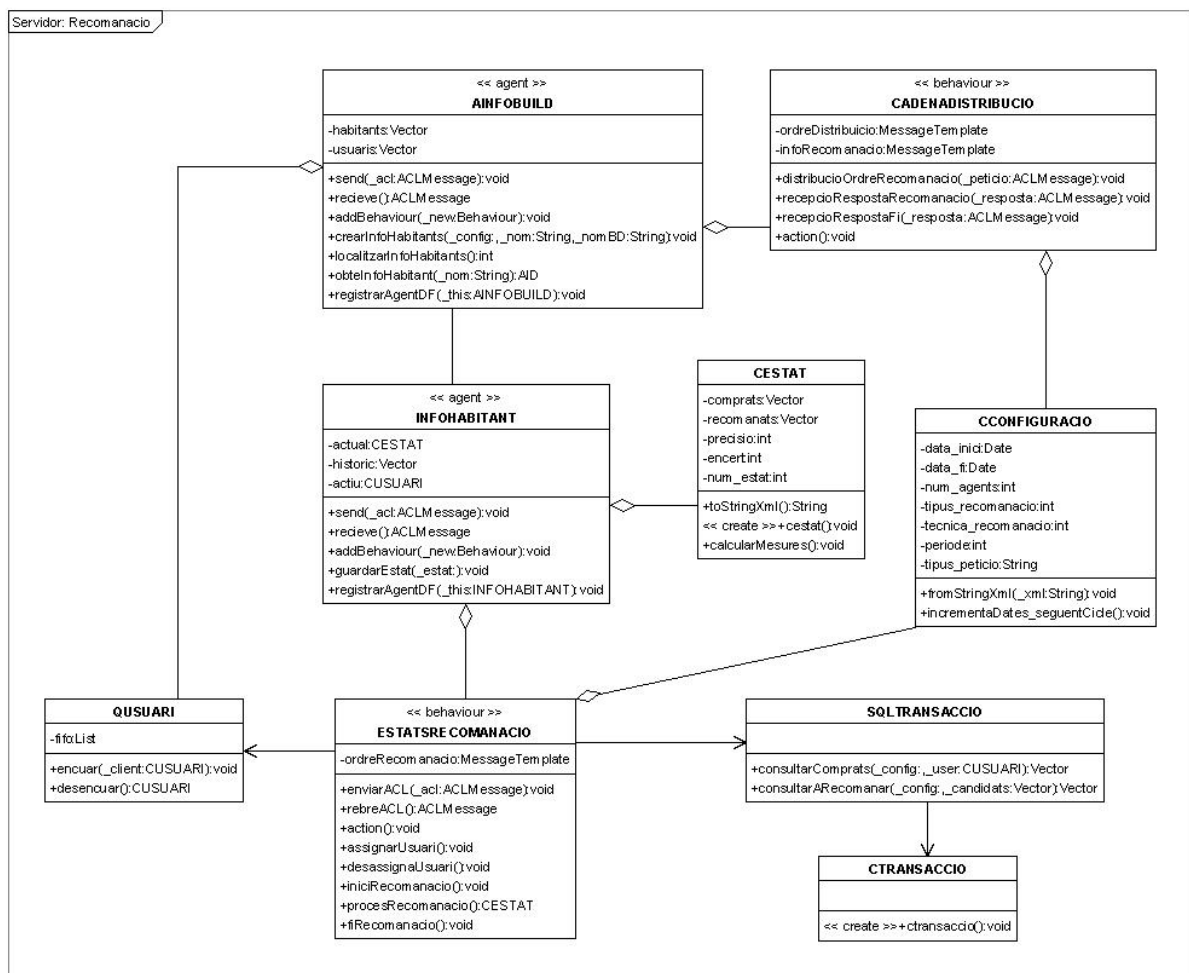 Servidor: Recomanacio
<< agent >>
AINFOBUILD
-habitants:Vector
-usuaris:Vector
+send(_acl:ACLMessage):void
+recieve():ACLMessage
+addBehaviour(_new:Behaviour):void
+crearInfoHabitants(_config:,_nom:String,_nomBD:String):void
+localitzarInfoHabitants():int
+obteInfoHabitant(_nom:String):AID
+registrarAgentDF(_this:AINFOBUILD):void
<< behaviour >>
CADENADISTRIBUCIO
-ordreDistribuicio:MessageTemplate
-infoRecomanacio:MessageTemplate
+distribucioOrdreRecomanacio(_peticio:ACLMessage):void
+recepcioRespostaRecomanacio(_resposta:ACLMessage):void
+recepcioRespostaFi(_resposta:ACLMessage):void
+action():void
<< agent >>
INFOHABITANT
-actual:CESTAT
-historic:Vector
-actiu:CUSUARI
+send(_acl:ACLMessage):void
+recieve():ACLMessage
+addBehaviour(_new:Behaviour):void
+guardarEstat(_estat:):void
+registrarAgentDF(_this:INFOHABITANT):void
CESTAT
-comprats:Vector
-recomanats:Vector
-precisio:int
-encert:int
-num_estat:int
+toStringXml():String
<< create >>+cestat():void
+calcularMesures():void
CCONFIGURACIO
-data_inici:Date
-data_fi:Date
-num_agents:int
-tipus_recomanacio:int
-tecnica_recomanacio:int
-periode:int
-tipus_peticio:String
+fromStringXml(_xml:String):void
+incrementaDates_seguentCicle():void
QUSUARI
-fifo:List
+encuar(_client:CUSUARI):void
+desencuar():CUSUARI
<< behaviour >>
ESTATSRECOMANACIO
-ordreRecomanacio:MessageTemplate
+enviarACL(_acl:ACLMessage):void
+rebreACL():ACLMessage
+action():void
+assignarUsuari():void
+desassignaUsuari():void
+iniciRecomanacio():void
+procesRecomanacio():CESTAT
+fiRecomanacio():void
SQLTRANSACCIO
+consultarComprats(_config:,_user:CUSUARI):Vector
+consultarARecomanar(_config:,_candidats:Vector):Vector
CTRANSACCIO
<< create >>+ctransaccio():void